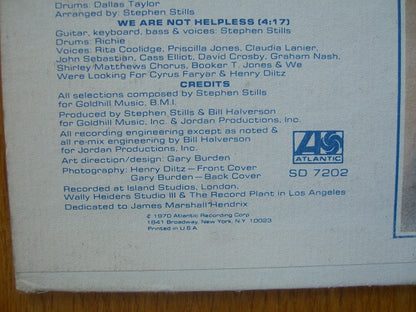 Drums: Dallas Taylor
Arranged by: Stephen Stills
WE ARE NOT HELPLESS (4:17)
Guitar, keyboard, bass & voices: Stephen Stills
Drums: Richie
Voices: Rita Coolidge, Priscilla Jones, Claudia Lanier,
John Sebastian, Cass Elliot, David Crosby, Graham Nash,
Shirley Matthews Chorus, Booker T. Jones & We
Were Looking For Cyrus Faryar & Henry Diltz
CREDITS
All selections composed by Stephen Stills
for Goldhill Music, B.M.I.
Produced by Stephen Stills & Bill Halverson
for Goldhill Music, Inc. & Jordan Productions, Inc.
All recording engineering except as noted &
all re-mix engineering by Bill Halverson
for Jordan Productions, Inc.
Art direction/design: Gary Burden
Photography: Henry Diltz—Front Cover
Gary Burden—Back Cover
Recorded at Island Studios, London,
Wally Heiders Studio III & The Record Plant in Los Angeles
Dedicated to James Marshall Hendrix
ATLANTIC
SD 7202
℗ 1970 Atlantic Recording Corp.
1841 Broadway, New York, N.Y. 10023
Printed in U.S.A.